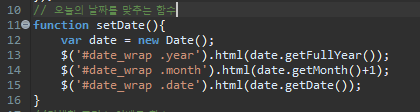 10
// 오늘의 날짜를 맞추는 함수
11 function setDate(){
12 var date = new Date();
13 $('#date_wrap .year').html(date.getFullYear());
14 $('#date_wrap .month').html(date.getMonth()+1);
15 $('#date_wrap .date').html(date.getDate());
16 }